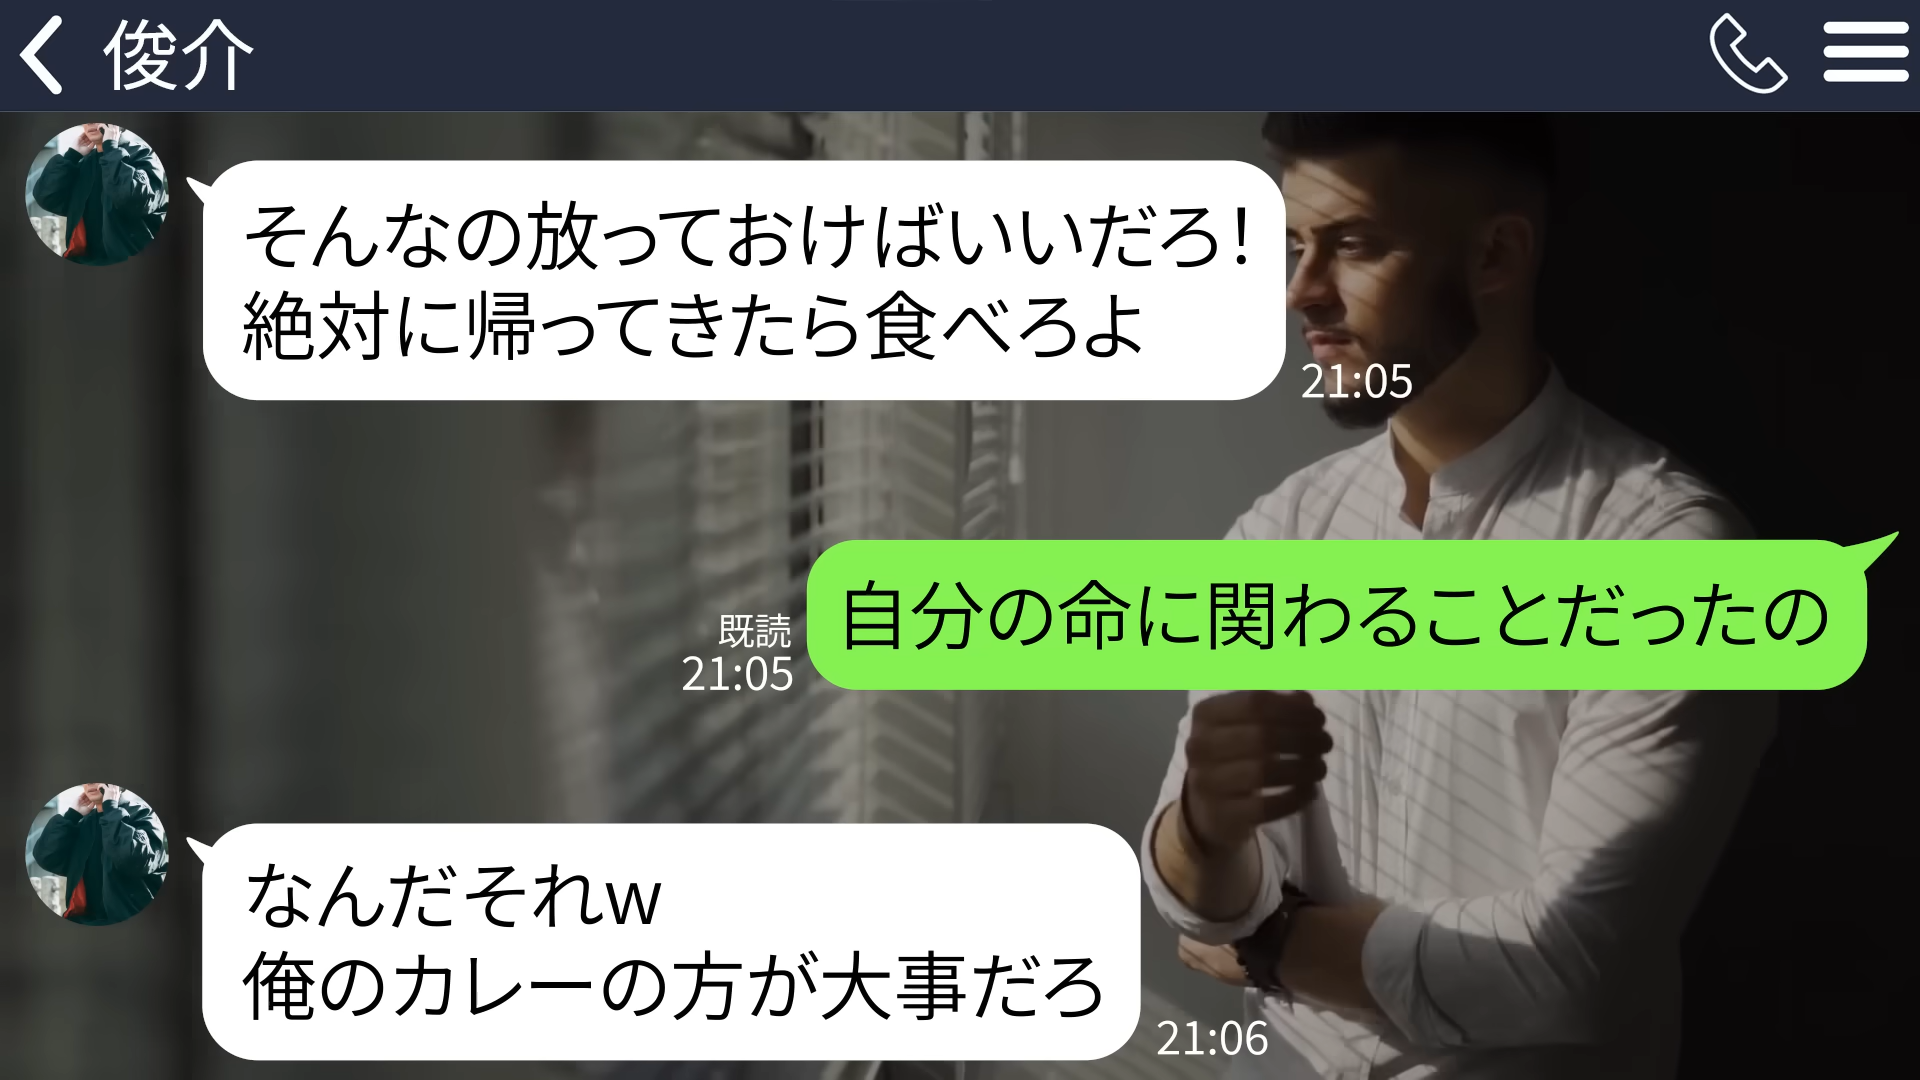 俊介
そんなの放っておけばいいだろ!
絶対に帰ってきたら食べろよ
21:05
自分の命に関わることだったの
既読
21:05
なんだそれw
俺のカレーの方が大事だろ
21:06